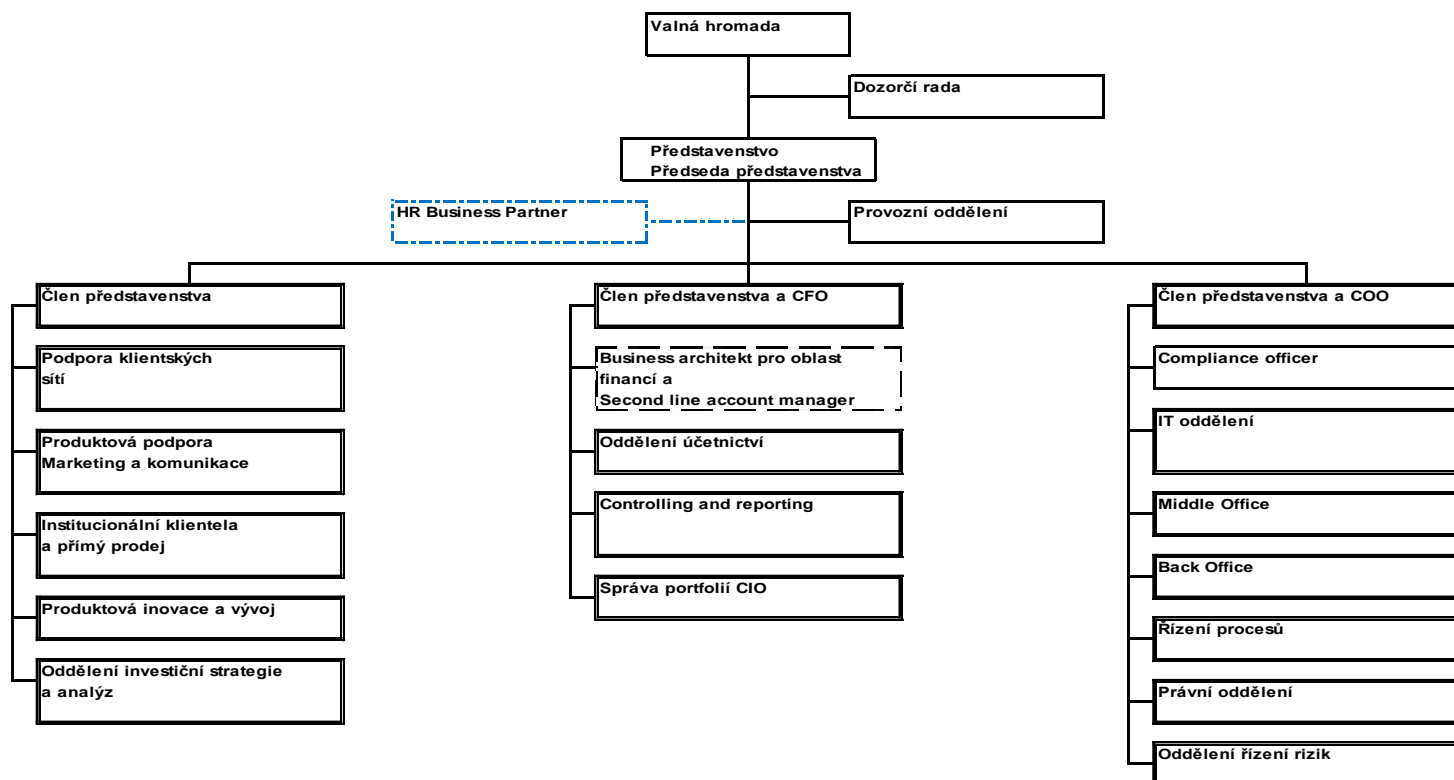 Valná hromada
Dozorčí rada
Představenstvo
Předseda představenstva
HR Business Partner
Provozní oddělení
Člen představenstva
Podpora klientských
sítí
Produktová podpora
Marketing a komunikace
Institucionální klientela
a přímý prodej
Produktová inovace a vývoj
Oddělení investiční strategie
a analýz
Člen představenstva a CFO
Business architekt pro oblast
financí a
Second line account manager
Oddělení účetnictví
Controlling and reporting
Správa portfolií CIO
Člen představenstva a COO
Compliance officer
IT oddělení
Middle Office
Back Office
Řízení procesů
Právní oddělení
Oddělení řízení rizik